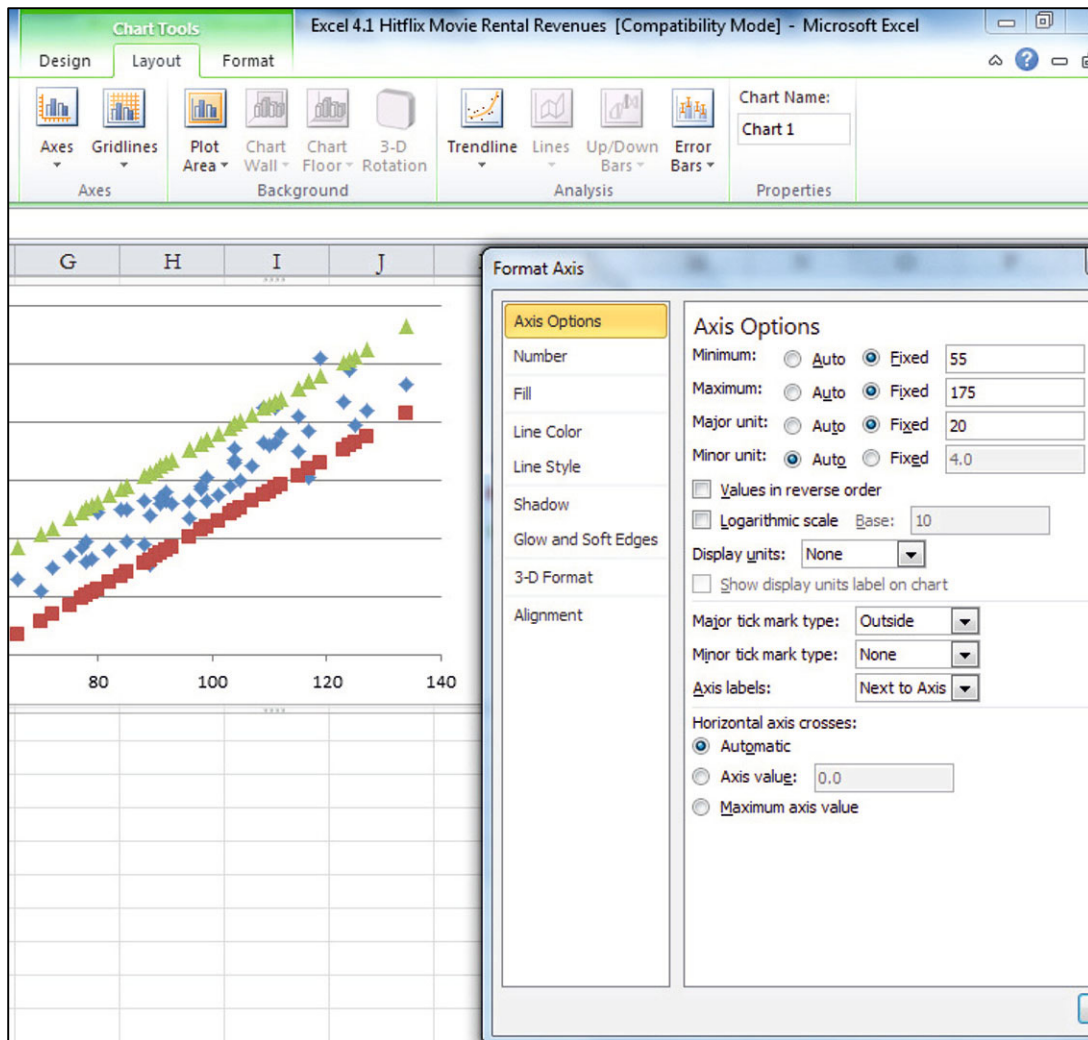 Chart Tools
Excel 4.1 Hitflix Movie Rental Revenues [Compatibility Mode] - Microsoft Excel
Design Layout Format
Axes Gridlines
Axes
Plot Area Chart Wall Chart Floor 3-D Rotation
Background
Trendline Lines Up/Down Bars Error Bars
Analysis
Chart Name:
Chart 1
Properties
G H I J
80 100 120 140
Format Axis
Axis Options
Number
Fill
Line Color
Line Style
Shadow
Glow and Soft Edges
3-D Format
Alignment
Axis Options
Minimum: Auto Fixed 55
Maximum: Auto Fixed 175
Major unit: Auto Fixed 20
Minor unit: Auto Fixed 4.0
Values in reverse order
Logarithmic scale Base: 10
Display units: None
Show display units label on chart
Major tick mark type: Outside
Minor tick mark type: None
Axis labels: Next to Axis
Horizontal axis crosses:
Automatic
Axis value: 0.0
Maximum axis value